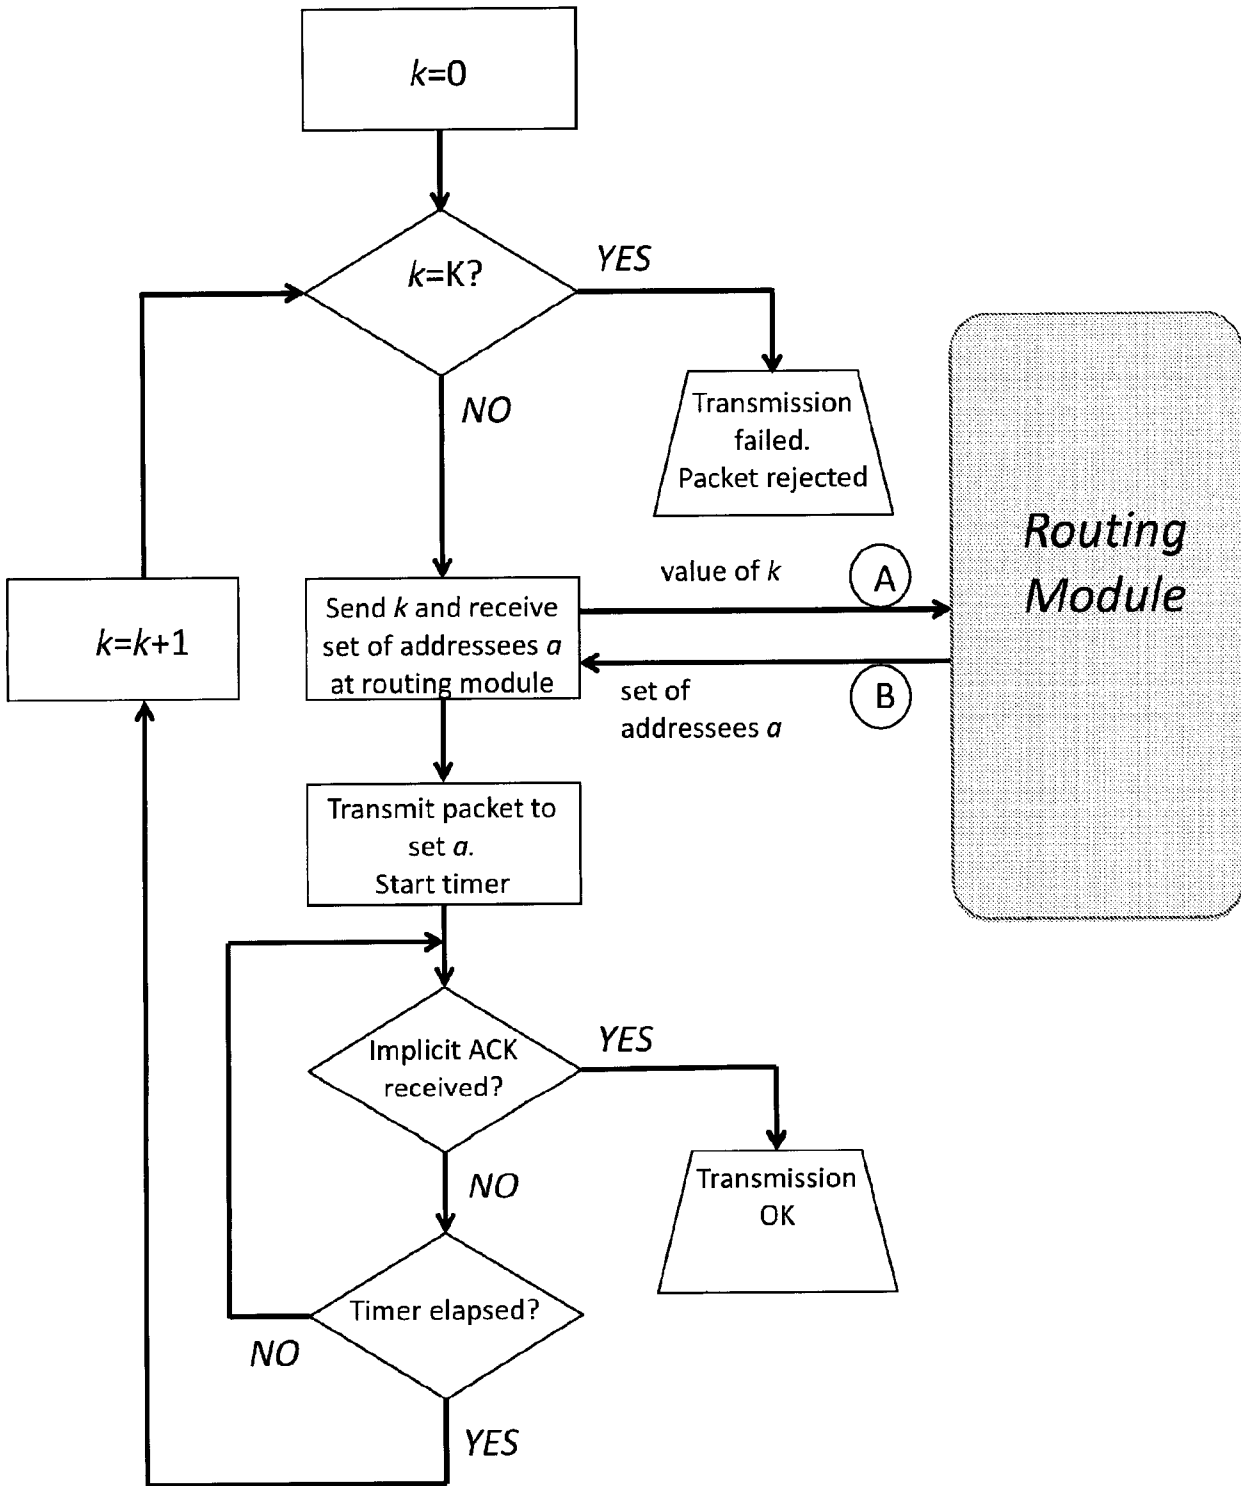 k=0
k=K?
YES
NO
Transmission
failed.
Packet rejected
Routing
Module
value of k
A
Send k and receive
set of addressees a
at routing module
k=k+1
set of
addressees a
B
Transmit packet to
set a.
Start timer
Implicit ACK
received?
YES
NO
Transmission
OK
Timer elapsed?
NO
YES